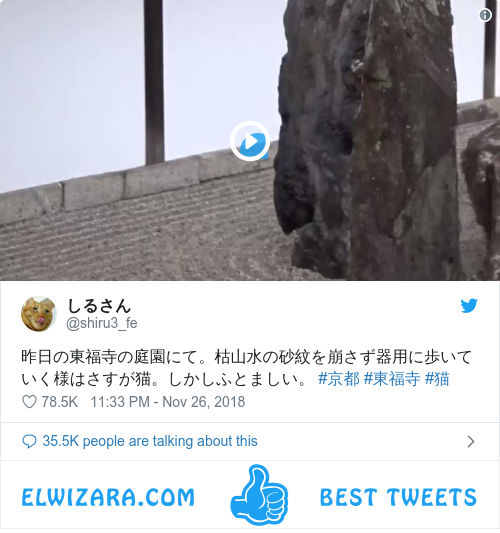 しるさん
@shiru3_fe
昨日の東福寺の庭園にて。枯山水の砂紋を崩さず器用に歩いて
いく様はさすが猫。しかしふとましい。 #京都 #東福寺 #猫
78.5K 11:33 PM - Nov 26, 2018
35.5K people are talking about this
ELWIZARA.COM BEST TWEETS